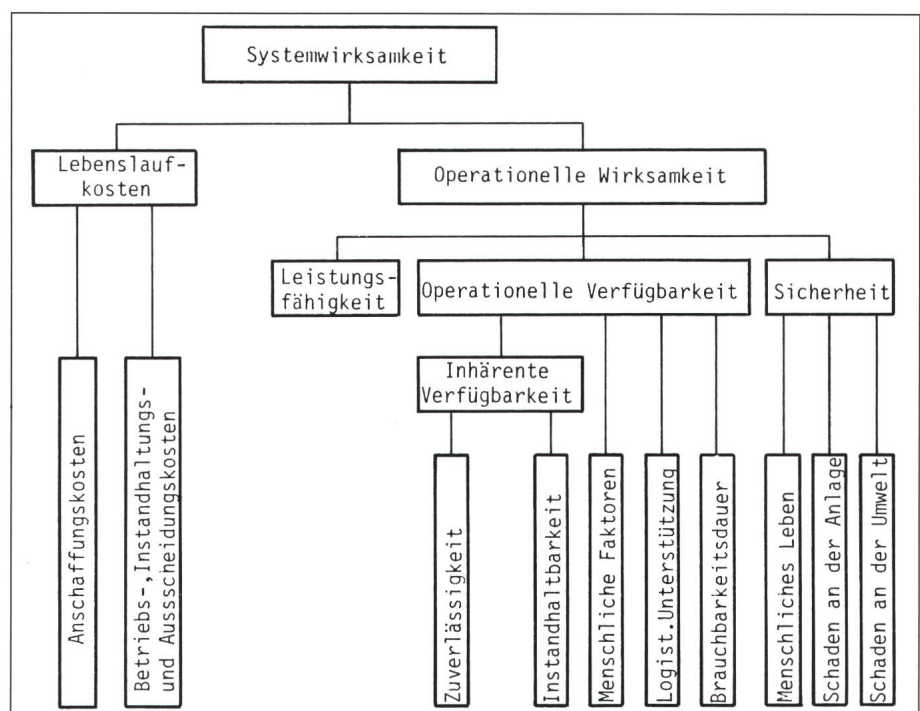 Systemwirksamkeit
Lebenslauf-
kosten
Operationelle Wirksamkeit
Leistungs-
fähigkeit
Operationelle Verfügbarkeit
Sicherheit
Inhärente
Verfügbarkeit
Anschaffungskosten
Betriebs-,Instandhaltungs-
und Aussscheidungskosten
Zuverlässigkeit
Instandhaltbarkeit
Menschliche Faktoren
Logist.Unterstützung
Brauchbarkeitsdauer
Menschliches Leben
Schaden an der Anlage
Schaden an der Umwelt